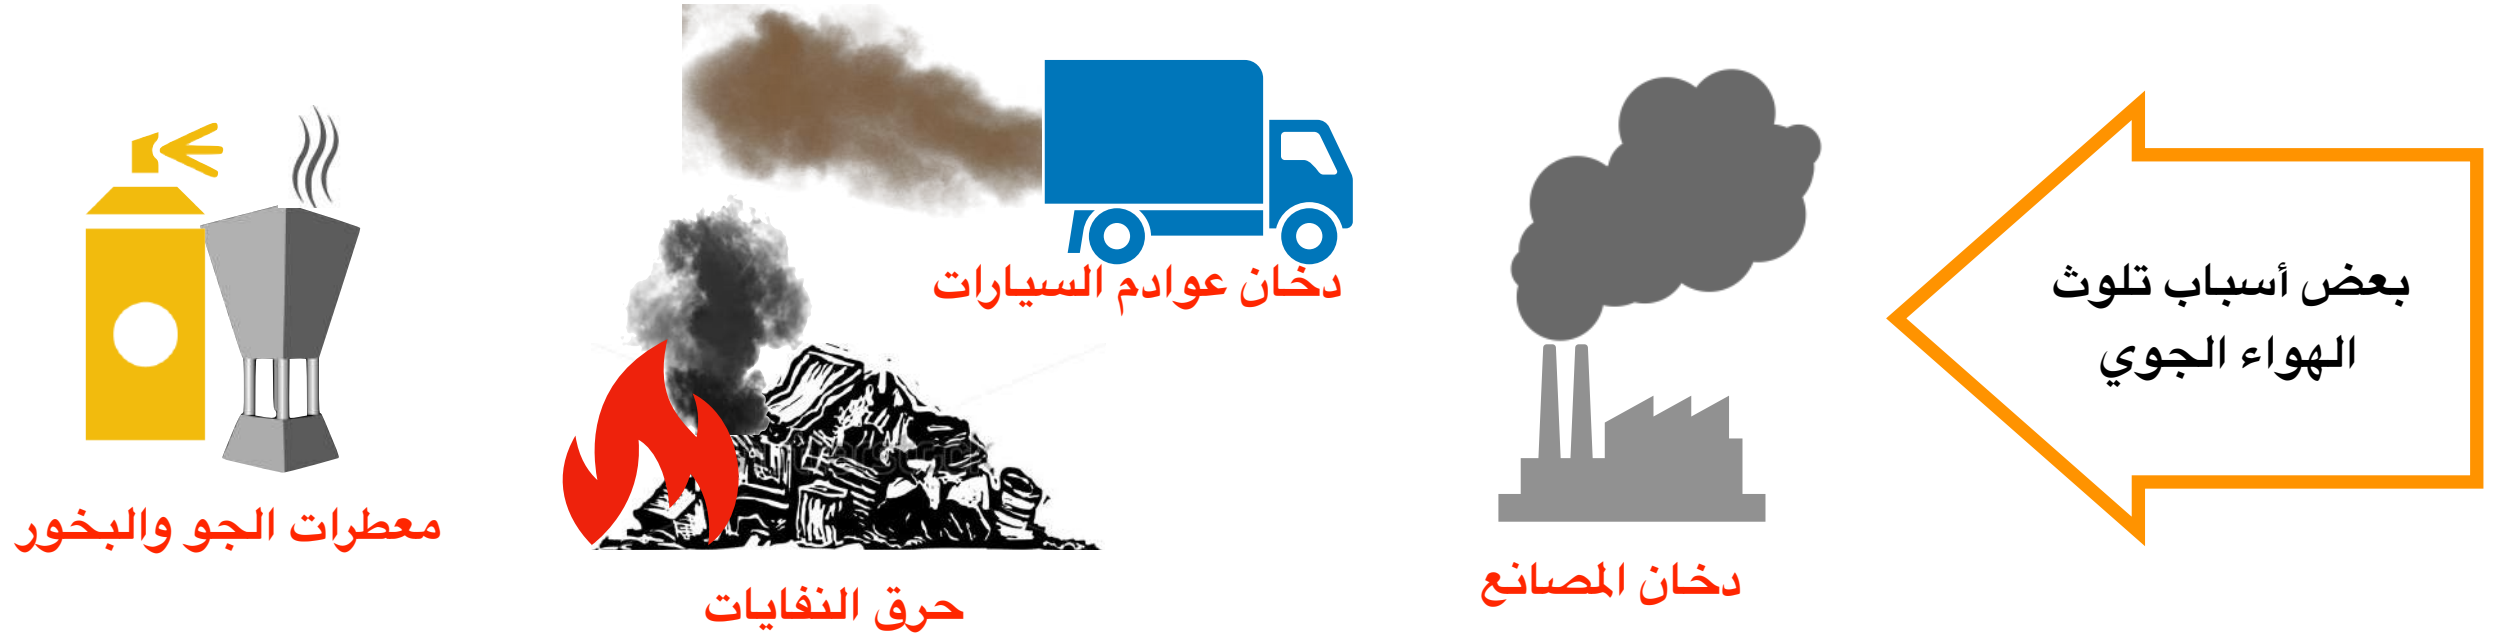 بعض أسباب تلوث
الهواء الجوي
دخان المصانع
دخان عوادم السيارات
حرق النفايات
معطرات الجو والبخور